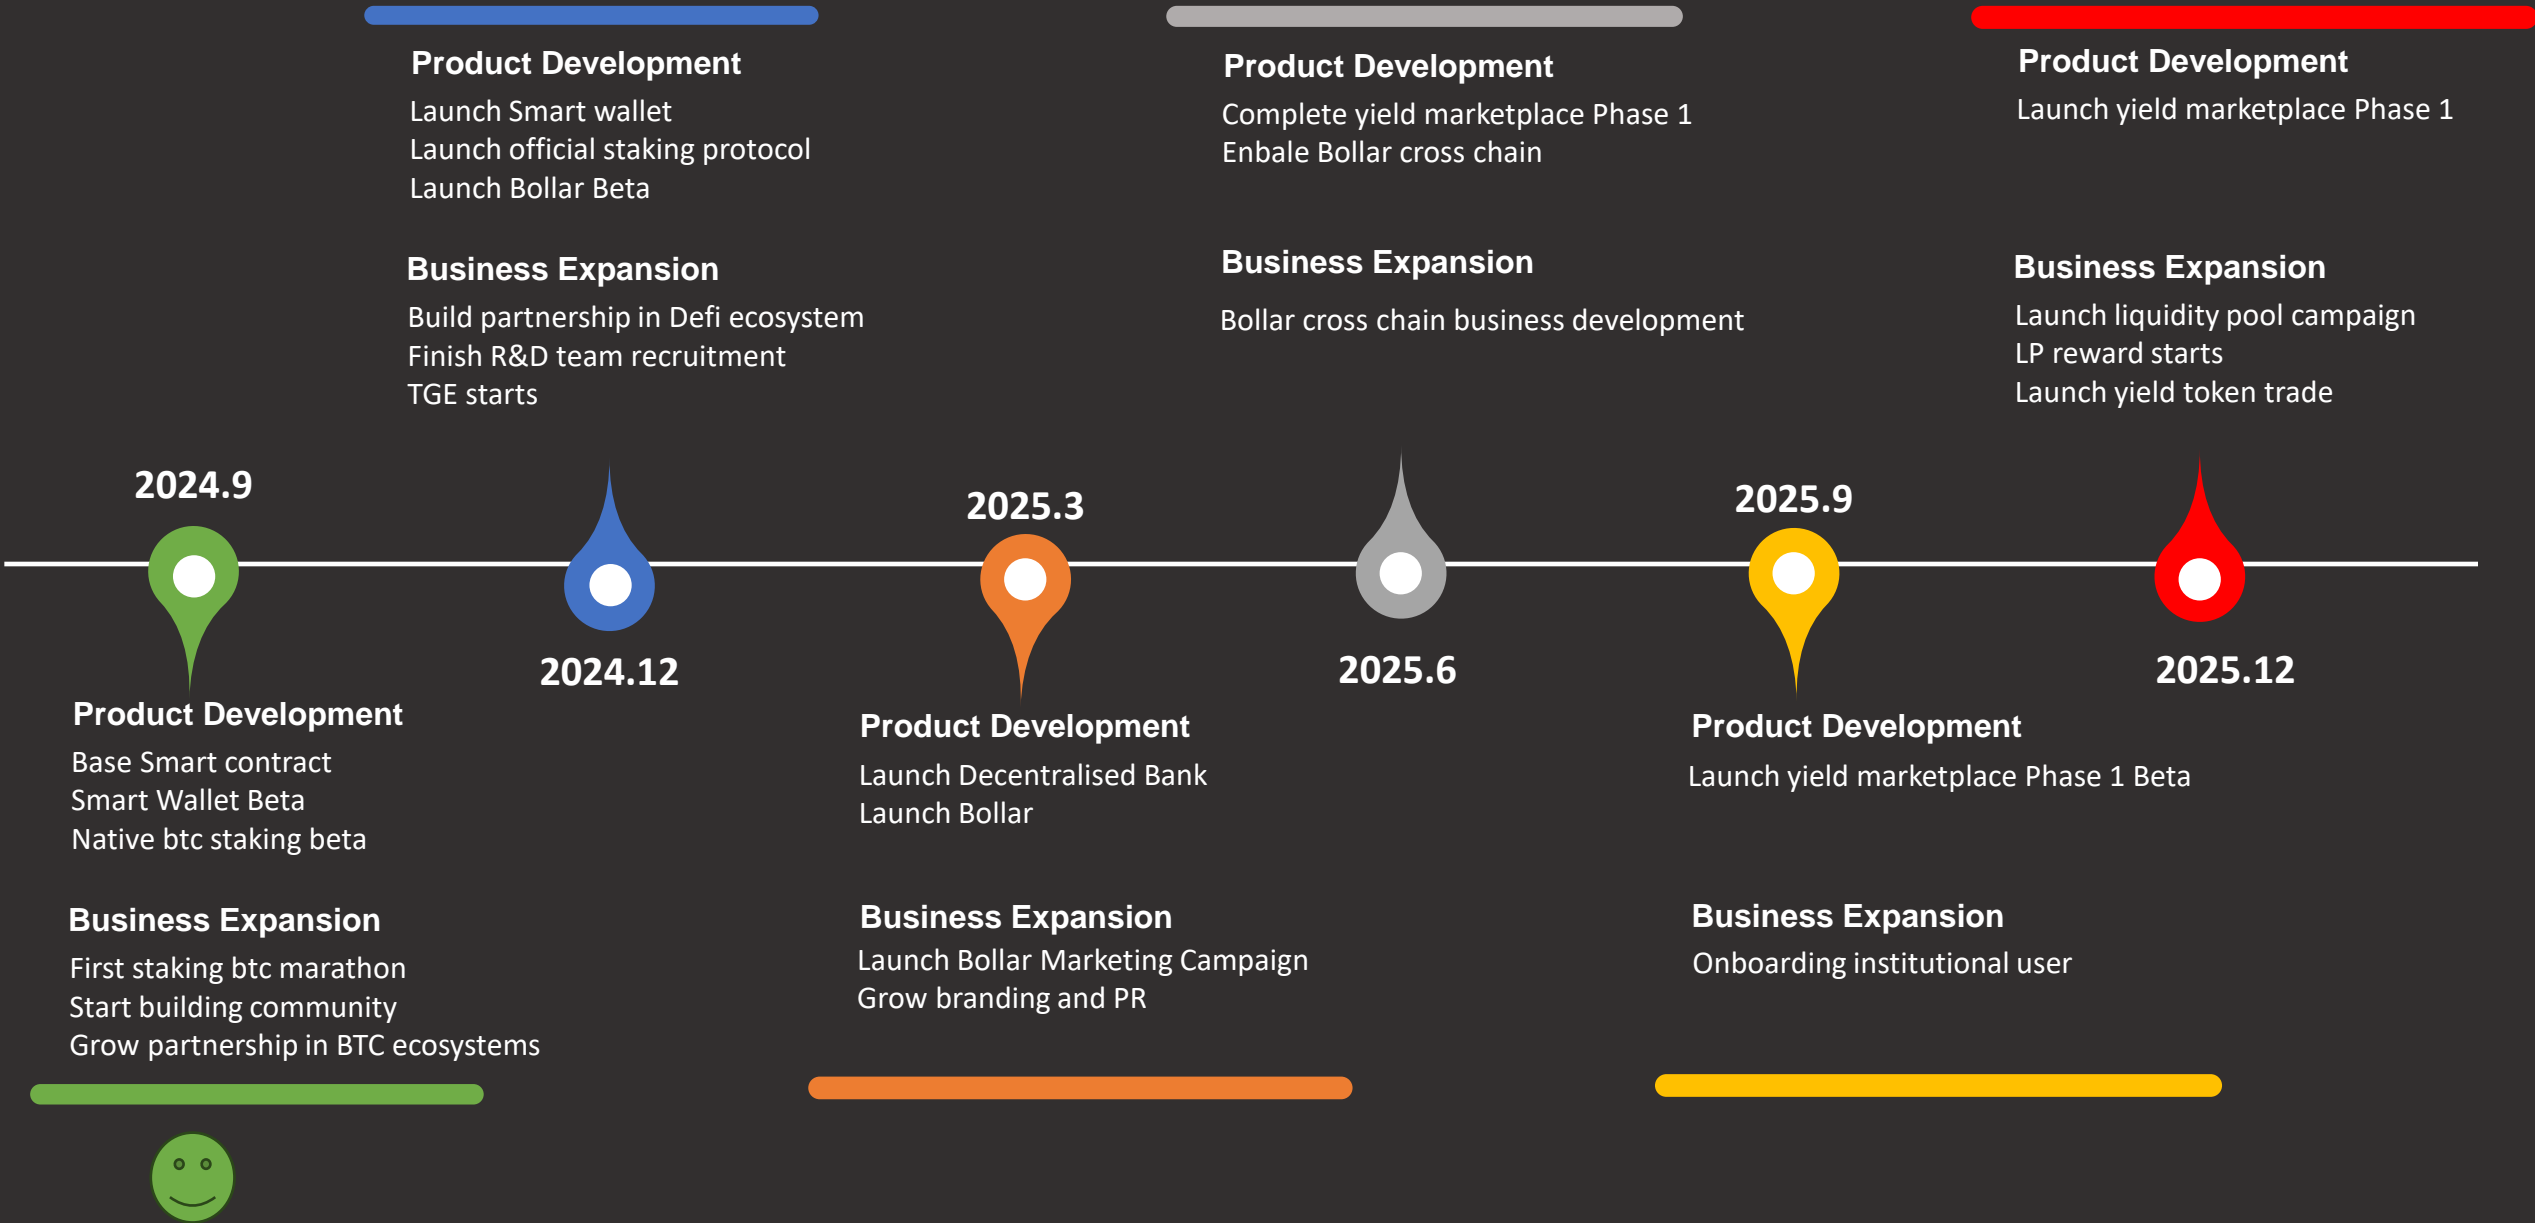 Product Development
Launch Smart wallet
Launch official staking protocol
Launch Bollar Beta
Business Expansion
Build partnership in Defi ecosystem
Finish R&D team recruitment
TGE starts
Product Development
Complete yield marketplace Phase 1
Enbale Bollar cross chain
Business Expansion
Bollar cross chain business development
Product Development
Launch yield marketplace Phase 1
Business Expansion
Launch liquidity pool campaign
LP reward starts
Launch yield token trade
2024.9
2024.12
2025.3
2025.6
2025.9
2025.12
Product Development
Base Smart contract
Smart Wallet Beta
Native btc staking beta
Business Expansion
First staking btc marathon
Start building community
Grow partnership in BTC ecosystems
Product Development
Launch Decentralised Bank
Launch Bollar
Business Expansion
Launch Bollar Marketing Campaign
Grow branding and PR
Product Development
Launch yield marketplace Phase 1 Beta
Business Expansion
Onboarding institutional user